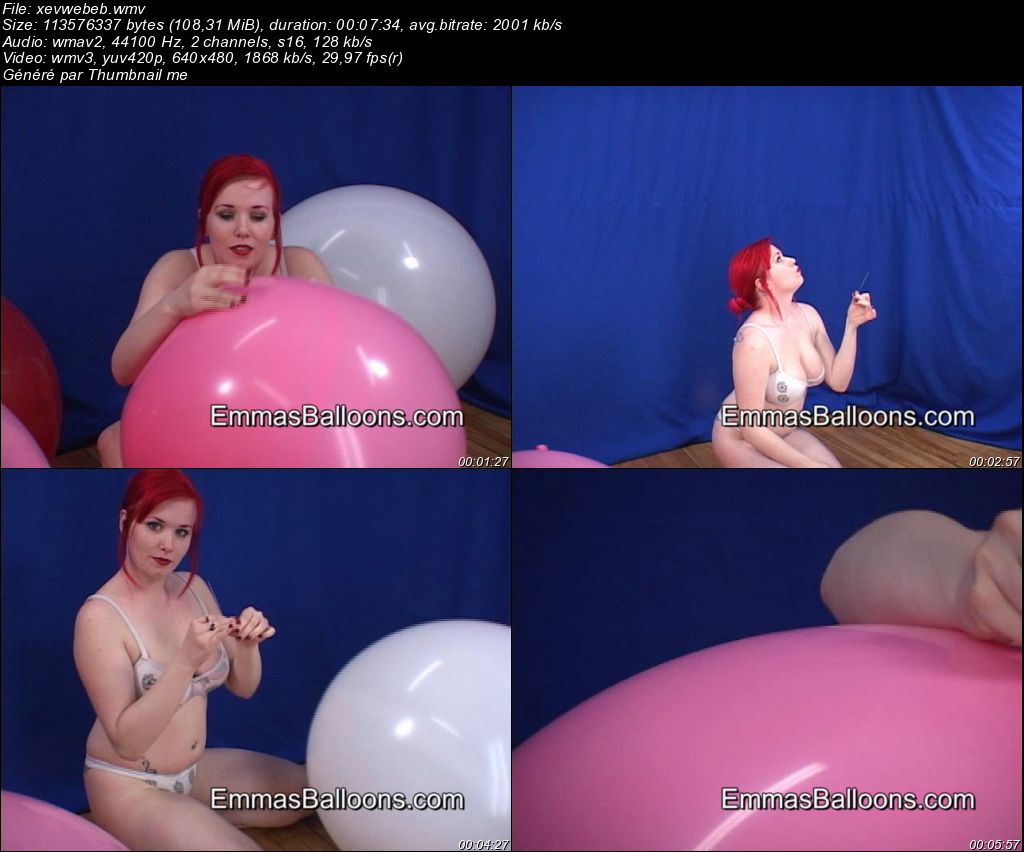 File: xevwebeb.wmv
Size: 113576337 bytes (108,31 MiB), duration: 00:07:34, avg.bitrate: 2001 kb/s
Audio: wmav2, 44100 Hz, 2 channels, s16, 128 kb/s
Video: wmv3, yuv420p, 640x480, 1868 kb/s, 29,97 fps(r)
Généré par Thumbnail me
EmmasBalloons.com
00:01:27
EmmasBalloons.com
00:02:57
EmmasBalloons.com
00:04:27
EmmasBalloons.com
00:05:57